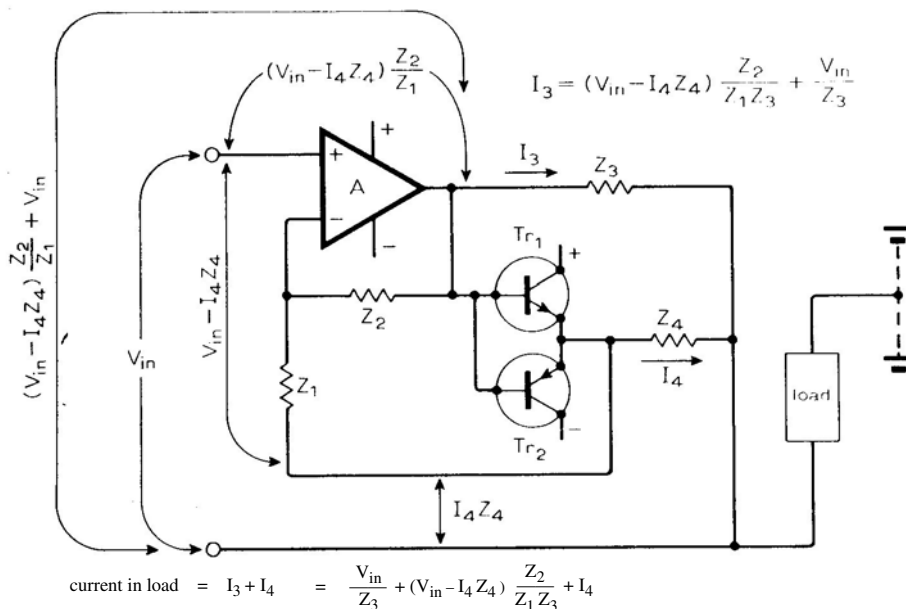 (V_in − I_4 Z_4) Z_2/Z_1
I_3 = (V_in − I_4 Z_4) Z_2/(Z_1 Z_3) + V_in/Z_3
(V_in − I_4 Z_4) Z_2/Z_1 + V_in
V_in
V_in − I_4 Z_4
+
+
A
−
−
I_3
Z_3
Tr_1
+
Z_2
Z_4
I_4
Z_1
−
Tr_2
load
I_4 Z_4
current in load = I_3 + I_4 = V_in/Z_3 + (V_in − I_4 Z_4) Z_2/(Z_1 Z_3) + I_4